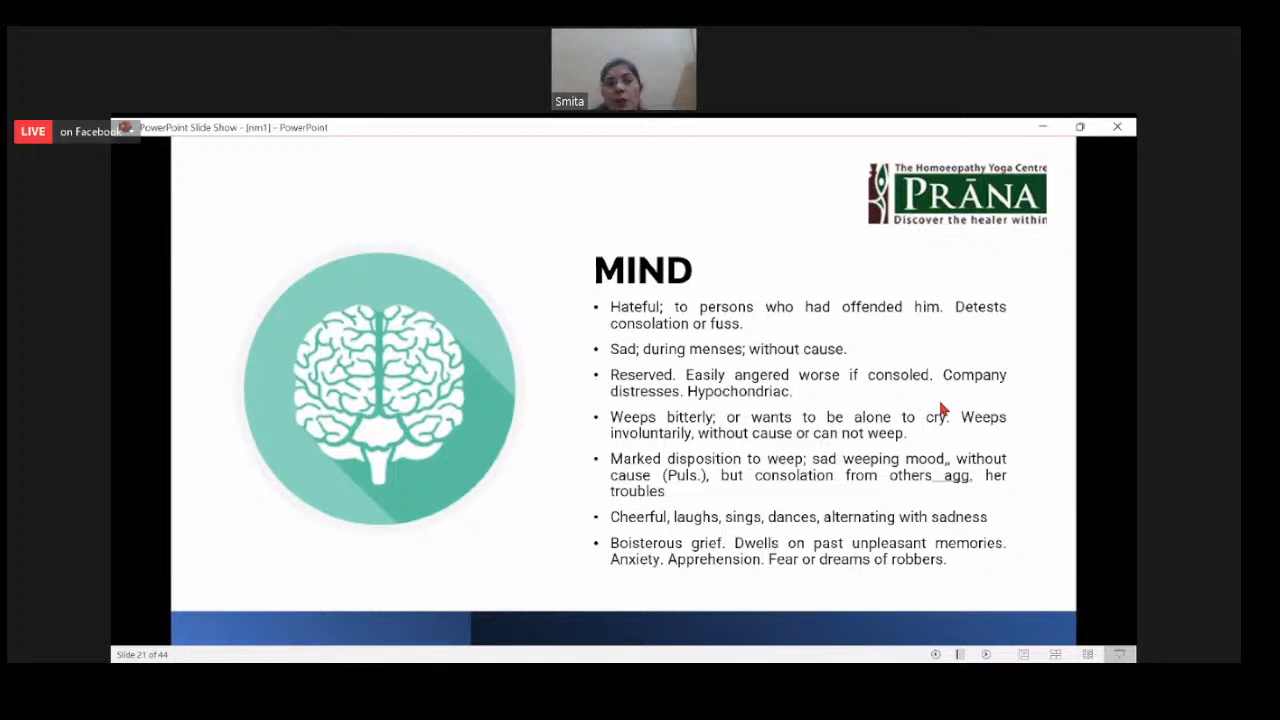 Smita
LIVE on Facebook
PowerPoint Slide Show - [nm1] - PowerPoint
The Homoeopathy Yoga Centre
PRĀNA
Discover the healer within
MIND
• Hateful; to persons who had offended him. Detests
consolation or fuss.
• Sad; during menses; without cause.
• Reserved. Easily angered worse if consoled. Company
distresses. Hypochondriac.
• Weeps bitterly; or wants to be alone to cry. Weeps
involuntarily, without cause or can not weep.
• Marked disposition to weep; sad weeping mood,, without
cause (Puls.), but consolation from others agg. her
troubles
• Cheerful, laughs, sings, dances, alternating with sadness
• Boisterous grief. Dwells on past unpleasant memories.
Anxiety. Apprehension. Fear or dreams of robbers.
Slide 21 of 44